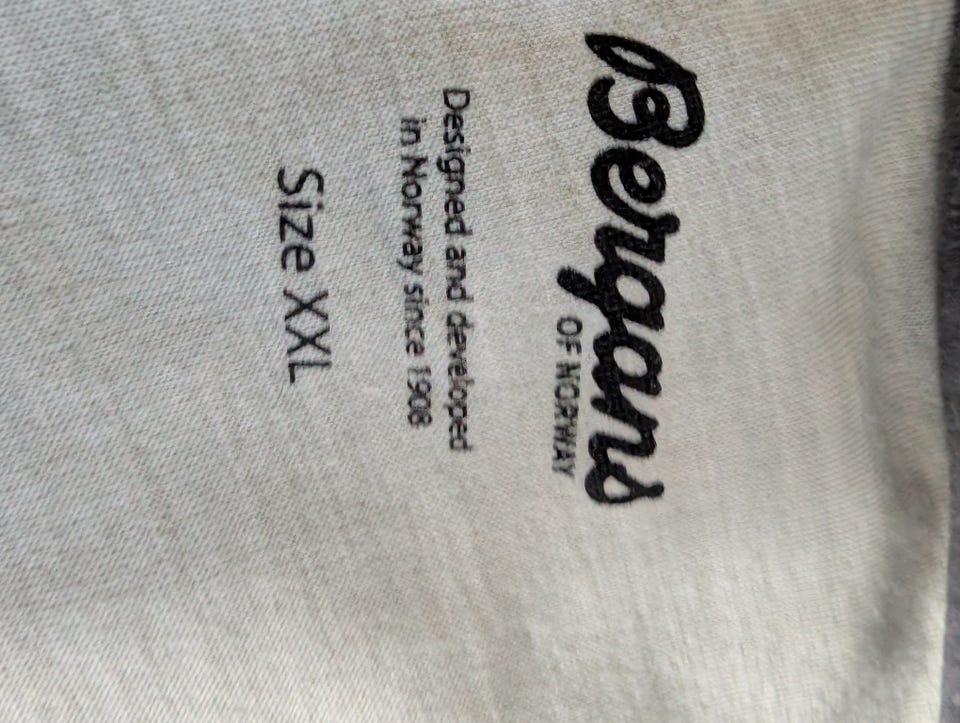 Bergans
OF NORWAY
Designed and developed
in Norway since 1908
Size XXL